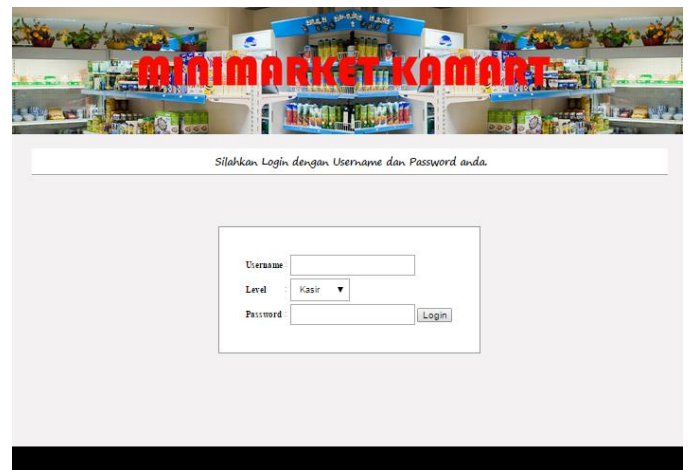 MINIMARKET KAMART
Silahkan Login dengan Username dan Password anda.
Username :
Level : Kasir
Password : Login